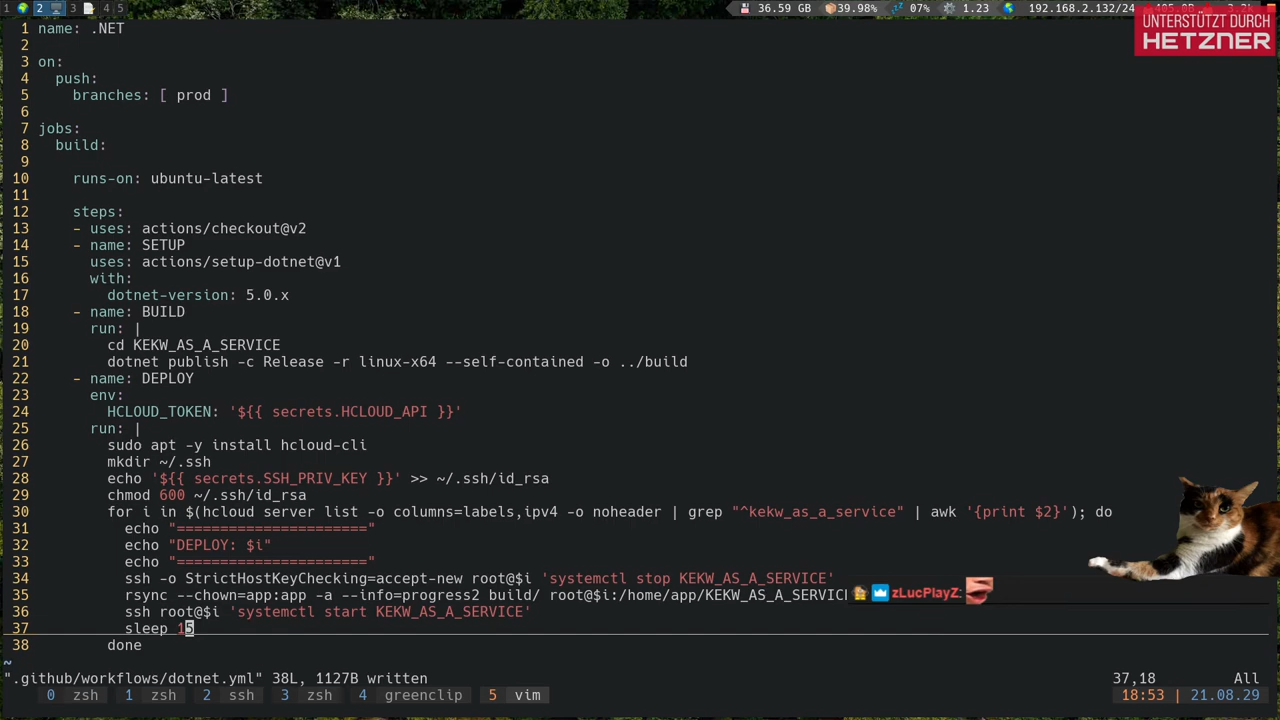 1 2 3 4 5 36.59 GB 39.98% 07% 1.23 192.168.2.132/24
UNTERSTÜTZT DURCH
HETZNER
1 name: .NET
2
3 on:
4 push:
5 branches: [ prod ]
6
7 jobs:
8 build:
9
10 runs-on: ubuntu-latest
11
12 steps:
13 - uses: actions/checkout@v2
14 - name: SETUP
15 uses: actions/setup-dotnet@v1
16 with:
17 dotnet-version: 5.0.x
18 - name: BUILD
19 run: |
20 cd KEKW_AS_A_SERVICE
21 dotnet publish -c Release -r linux-x64 --self-contained -o ../build
22 - name: DEPLOY
23 env:
24 HCLOUD_TOKEN: '${{ secrets.HCLOUD_API }}'
25 run: |
26 sudo apt -y install hcloud-cli
27 mkdir ~/.ssh
28 echo '${{ secrets.SSH_PRIV_KEY }}' >> ~/.ssh/id_rsa
29 chmod 600 ~/.ssh/id_rsa
30 for i in $(hcloud server list -o columns=labels,ipv4 -o noheader | grep "^kekw_as_a_service" | awk '{print $2}'); do
31 echo "======================"
32 echo "DEPLOY: $i"
33 echo "======================"
34 ssh -o StrictHostKeyChecking=accept-new root@$i 'systemctl stop KEKW_AS_A_SERVICE'
35 rsync --chown=app:app -a --info=progress2 build/ root@$i:/home/app/KEKW_AS_A_SERVICE
zLucPlayZ:
36 ssh root@$i 'systemctl start KEKW_AS_A_SERVICE'
37 sleep 15
38 done
~
".github/workflows/dotnet.yml" 38L, 1127B written 37,18 All
0 zsh 1 zsh 2 ssh 3 zsh 4 greenclip 5 vim 18:53 | 21.08.29